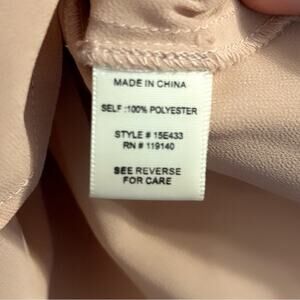 MADE IN CHINA
SELF :100% POLYESTER
STYLE # 15E433
RN # 119140
SEE REVERSE
FOR CARE